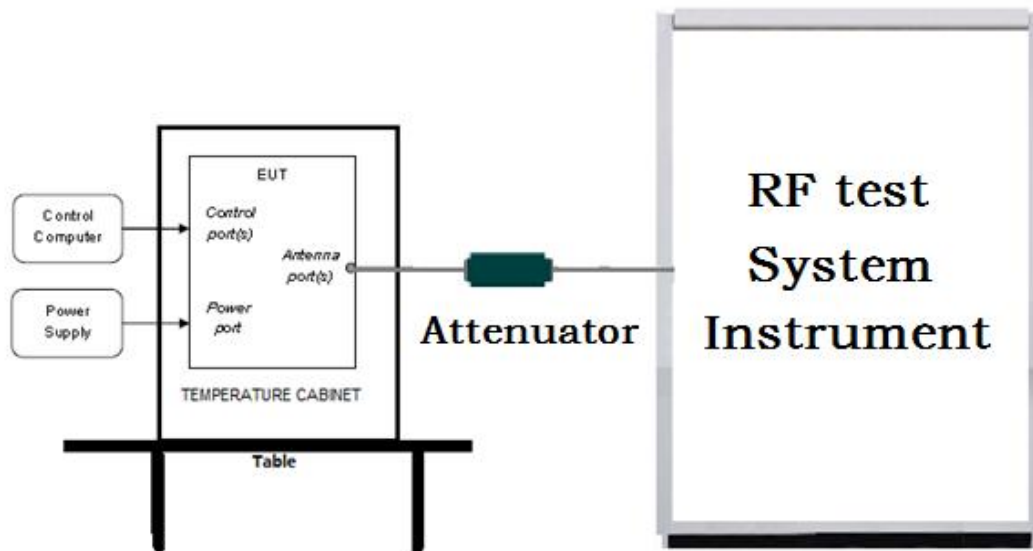 Control
Computer
Power
Supply
EUT
Control
port(s)
Antenna
port(s)
Power
port
TEMPERATURE CABINET
Table
Attenuator
RF test
System
Instrument